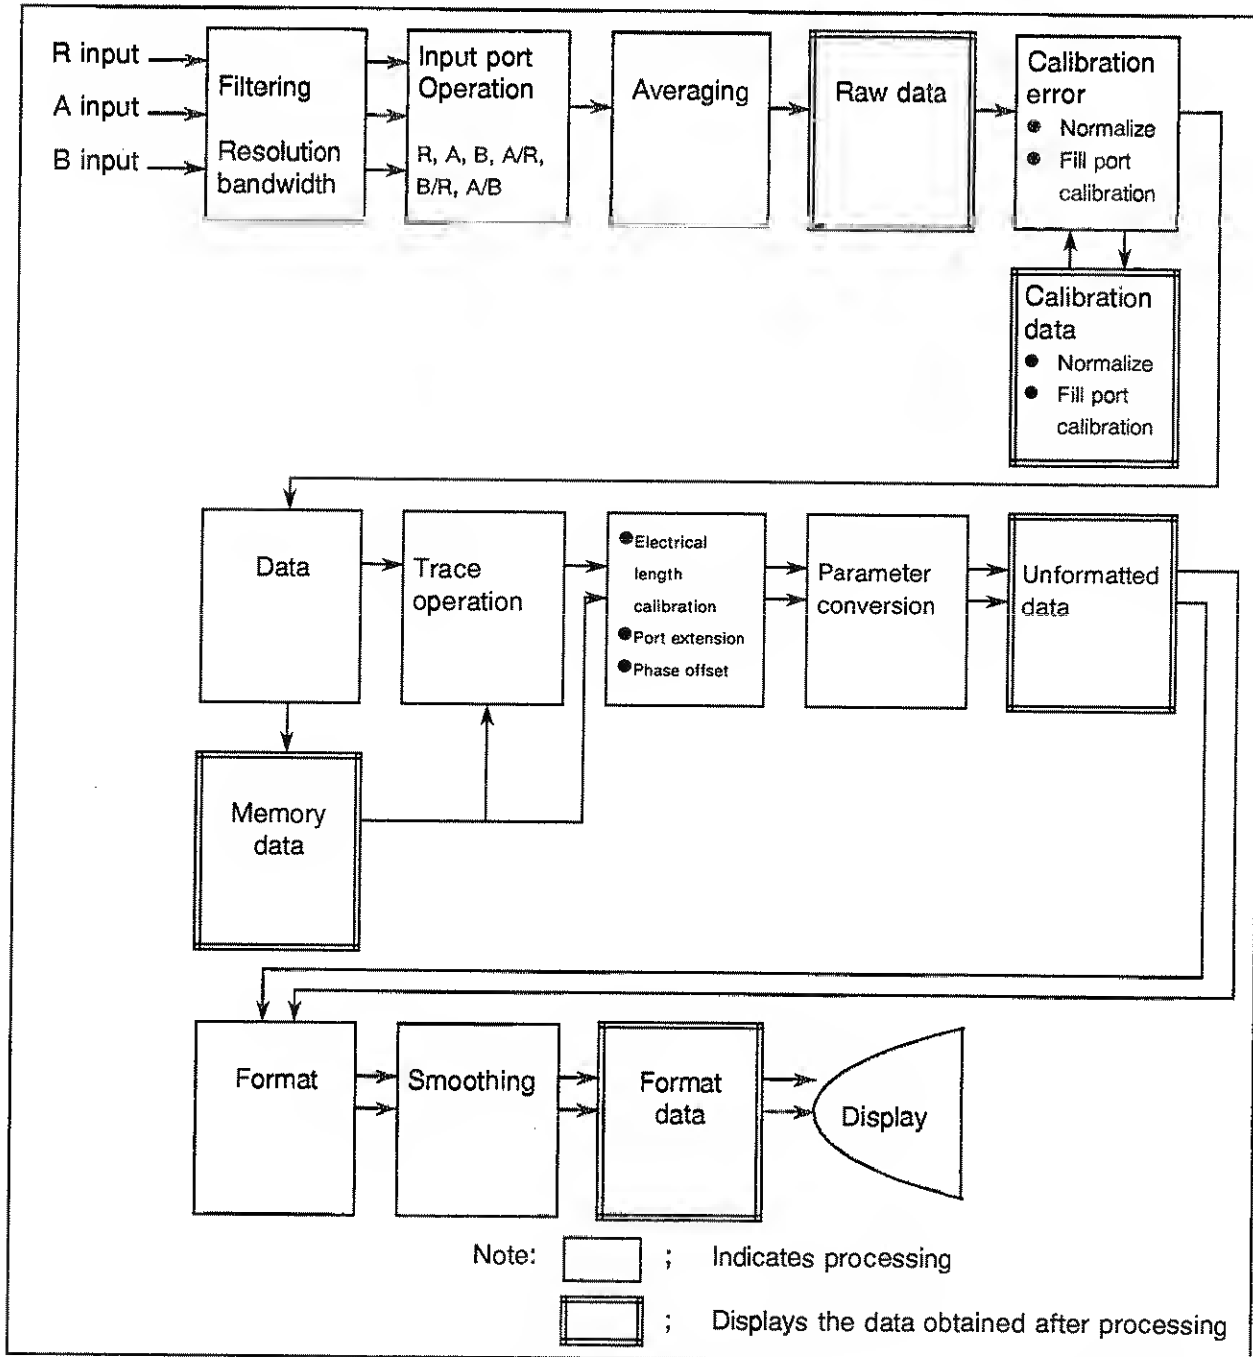 R input
A input
B input
Filtering
Resolution
bandwidth
Input port
Operation
R, A, B, A/R,
B/R, A/B
Averaging
Raw data
Calibration
error
● Normalize
● Fill port
calibration
Calibration
data
● Normalize
● Fill port
calibration
Data
Trace
operation
●Electrical
length
calibration
●Port extension
●Phase offset
Parameter
conversion
Unformatted
data
Memory
data
Format
Smoothing
Format
data
Display
Note: ; Indicates processing
; Displays the data obtained after processing